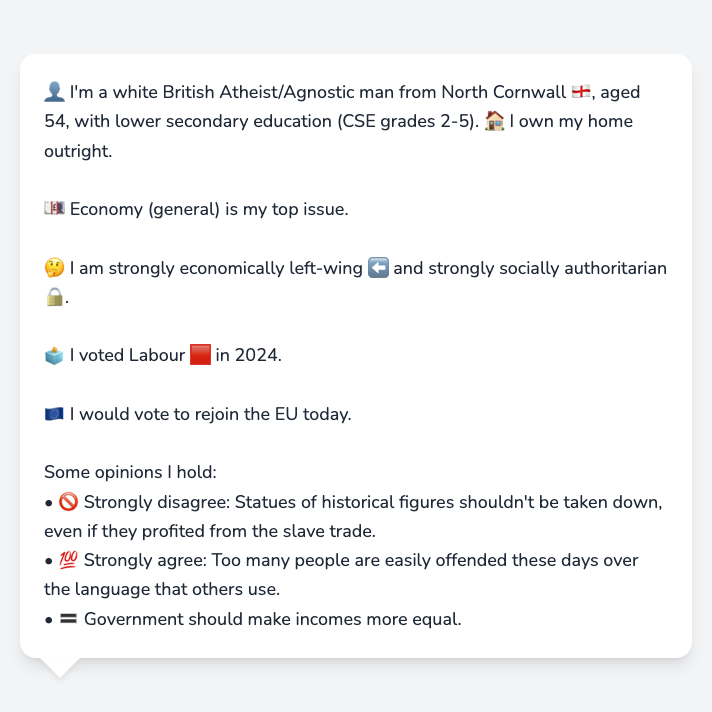 👤 I'm a white British Atheist/Agnostic man from North Cornwall 🏴󠁧󠁢󠁥󠁮󠁧󠁿, aged
54, with lower secondary education (CSE grades 2-5). 🏠 I own my home
outright.
💷 Economy (general) is my top issue.
🤔 I am strongly economically left-wing ⬅️ and strongly socially authoritarian
🔒.
🗳️ I voted Labour 🟥 in 2024.
🇪🇺 I would vote to rejoin the EU today.
Some opinions I hold:
• 🚫 Strongly disagree: Statues of historical figures shouldn't be taken down,
even if they profited from the slave trade.
• 💯 Strongly agree: Too many people are easily offended these days over
the language that others use.
• 🟰 Government should make incomes more equal.